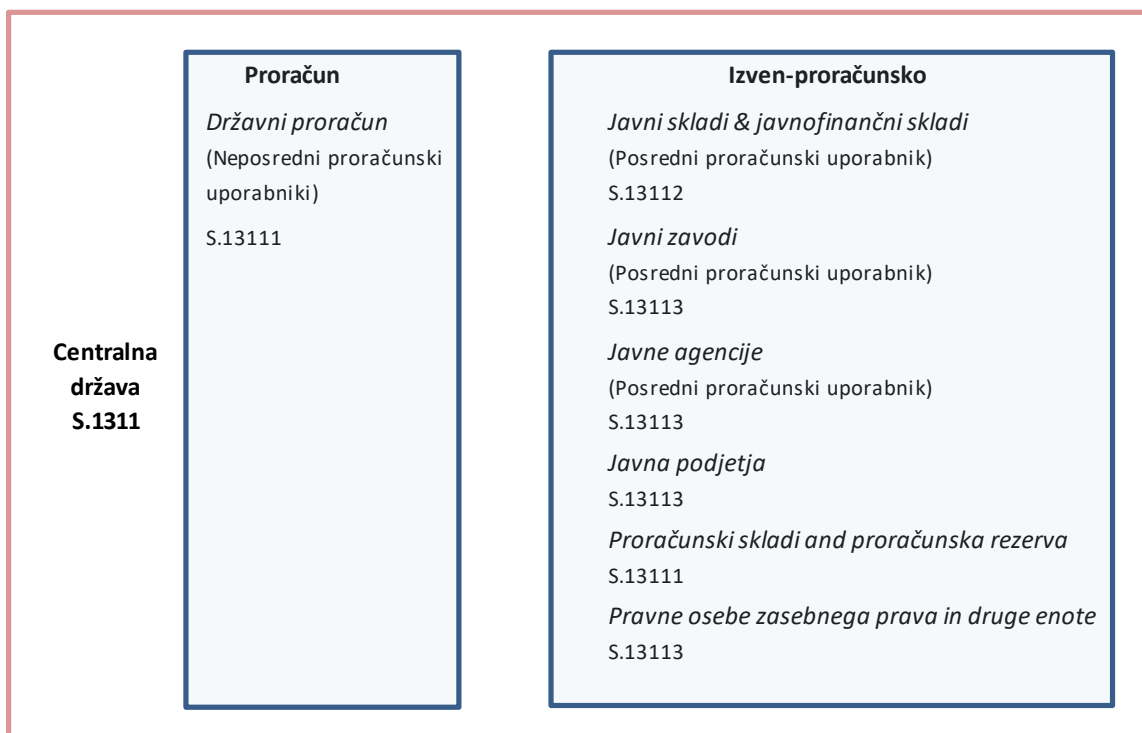 Centralna
država
S.1311
Proračun
Državni proračun
(Neposredni proračunski
uporabniki)
S.13111
Izven-proračunsko
Javni skladi & javnofinančni skladi
(Posredni proračunski uporabnik)
S.13112
Javni zavodi
(Posredni proračunski uporabnik)
S.13113
Javne agencije
(Posredni proračunski uporabnik)
S.13113
Javna podjetja
S.13113
Proračunski skladi and proračunska rezerva
S.13111
Pravne osebe zasebnega prava in druge enote
S.13113